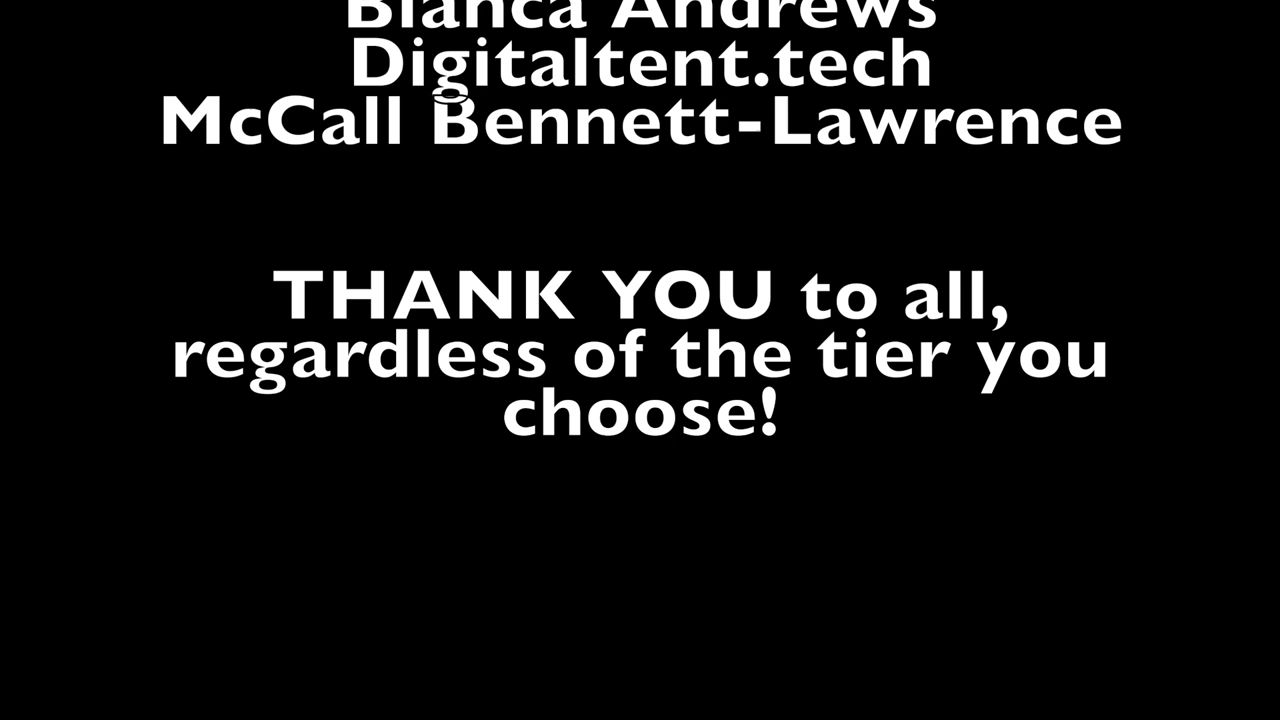 Bianca Andrews
Digitaltent.tech
McCall Bennett-Lawrence
THANK YOU to all,
regardless of the tier you
choose!